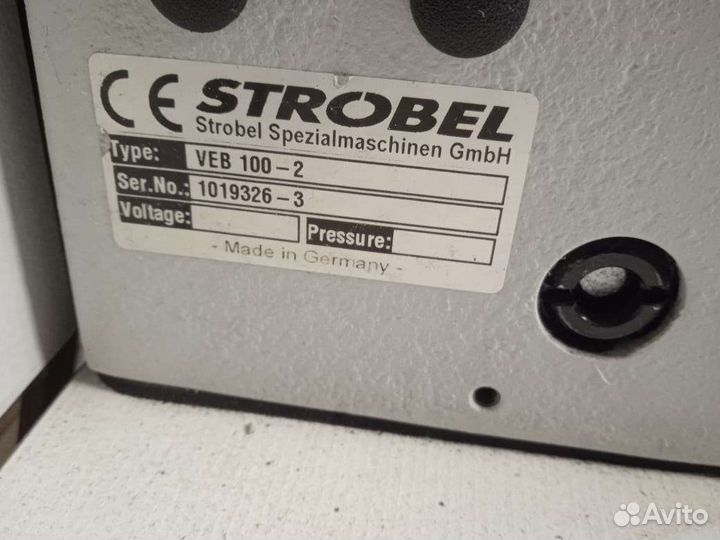 CE STROBEL
Strobel Spezialmaschinen GmbH
Type: VEB 100-2
Ser.No.: 1019326-3
Voltage: Pressure:
- Made in Germany -
Avito